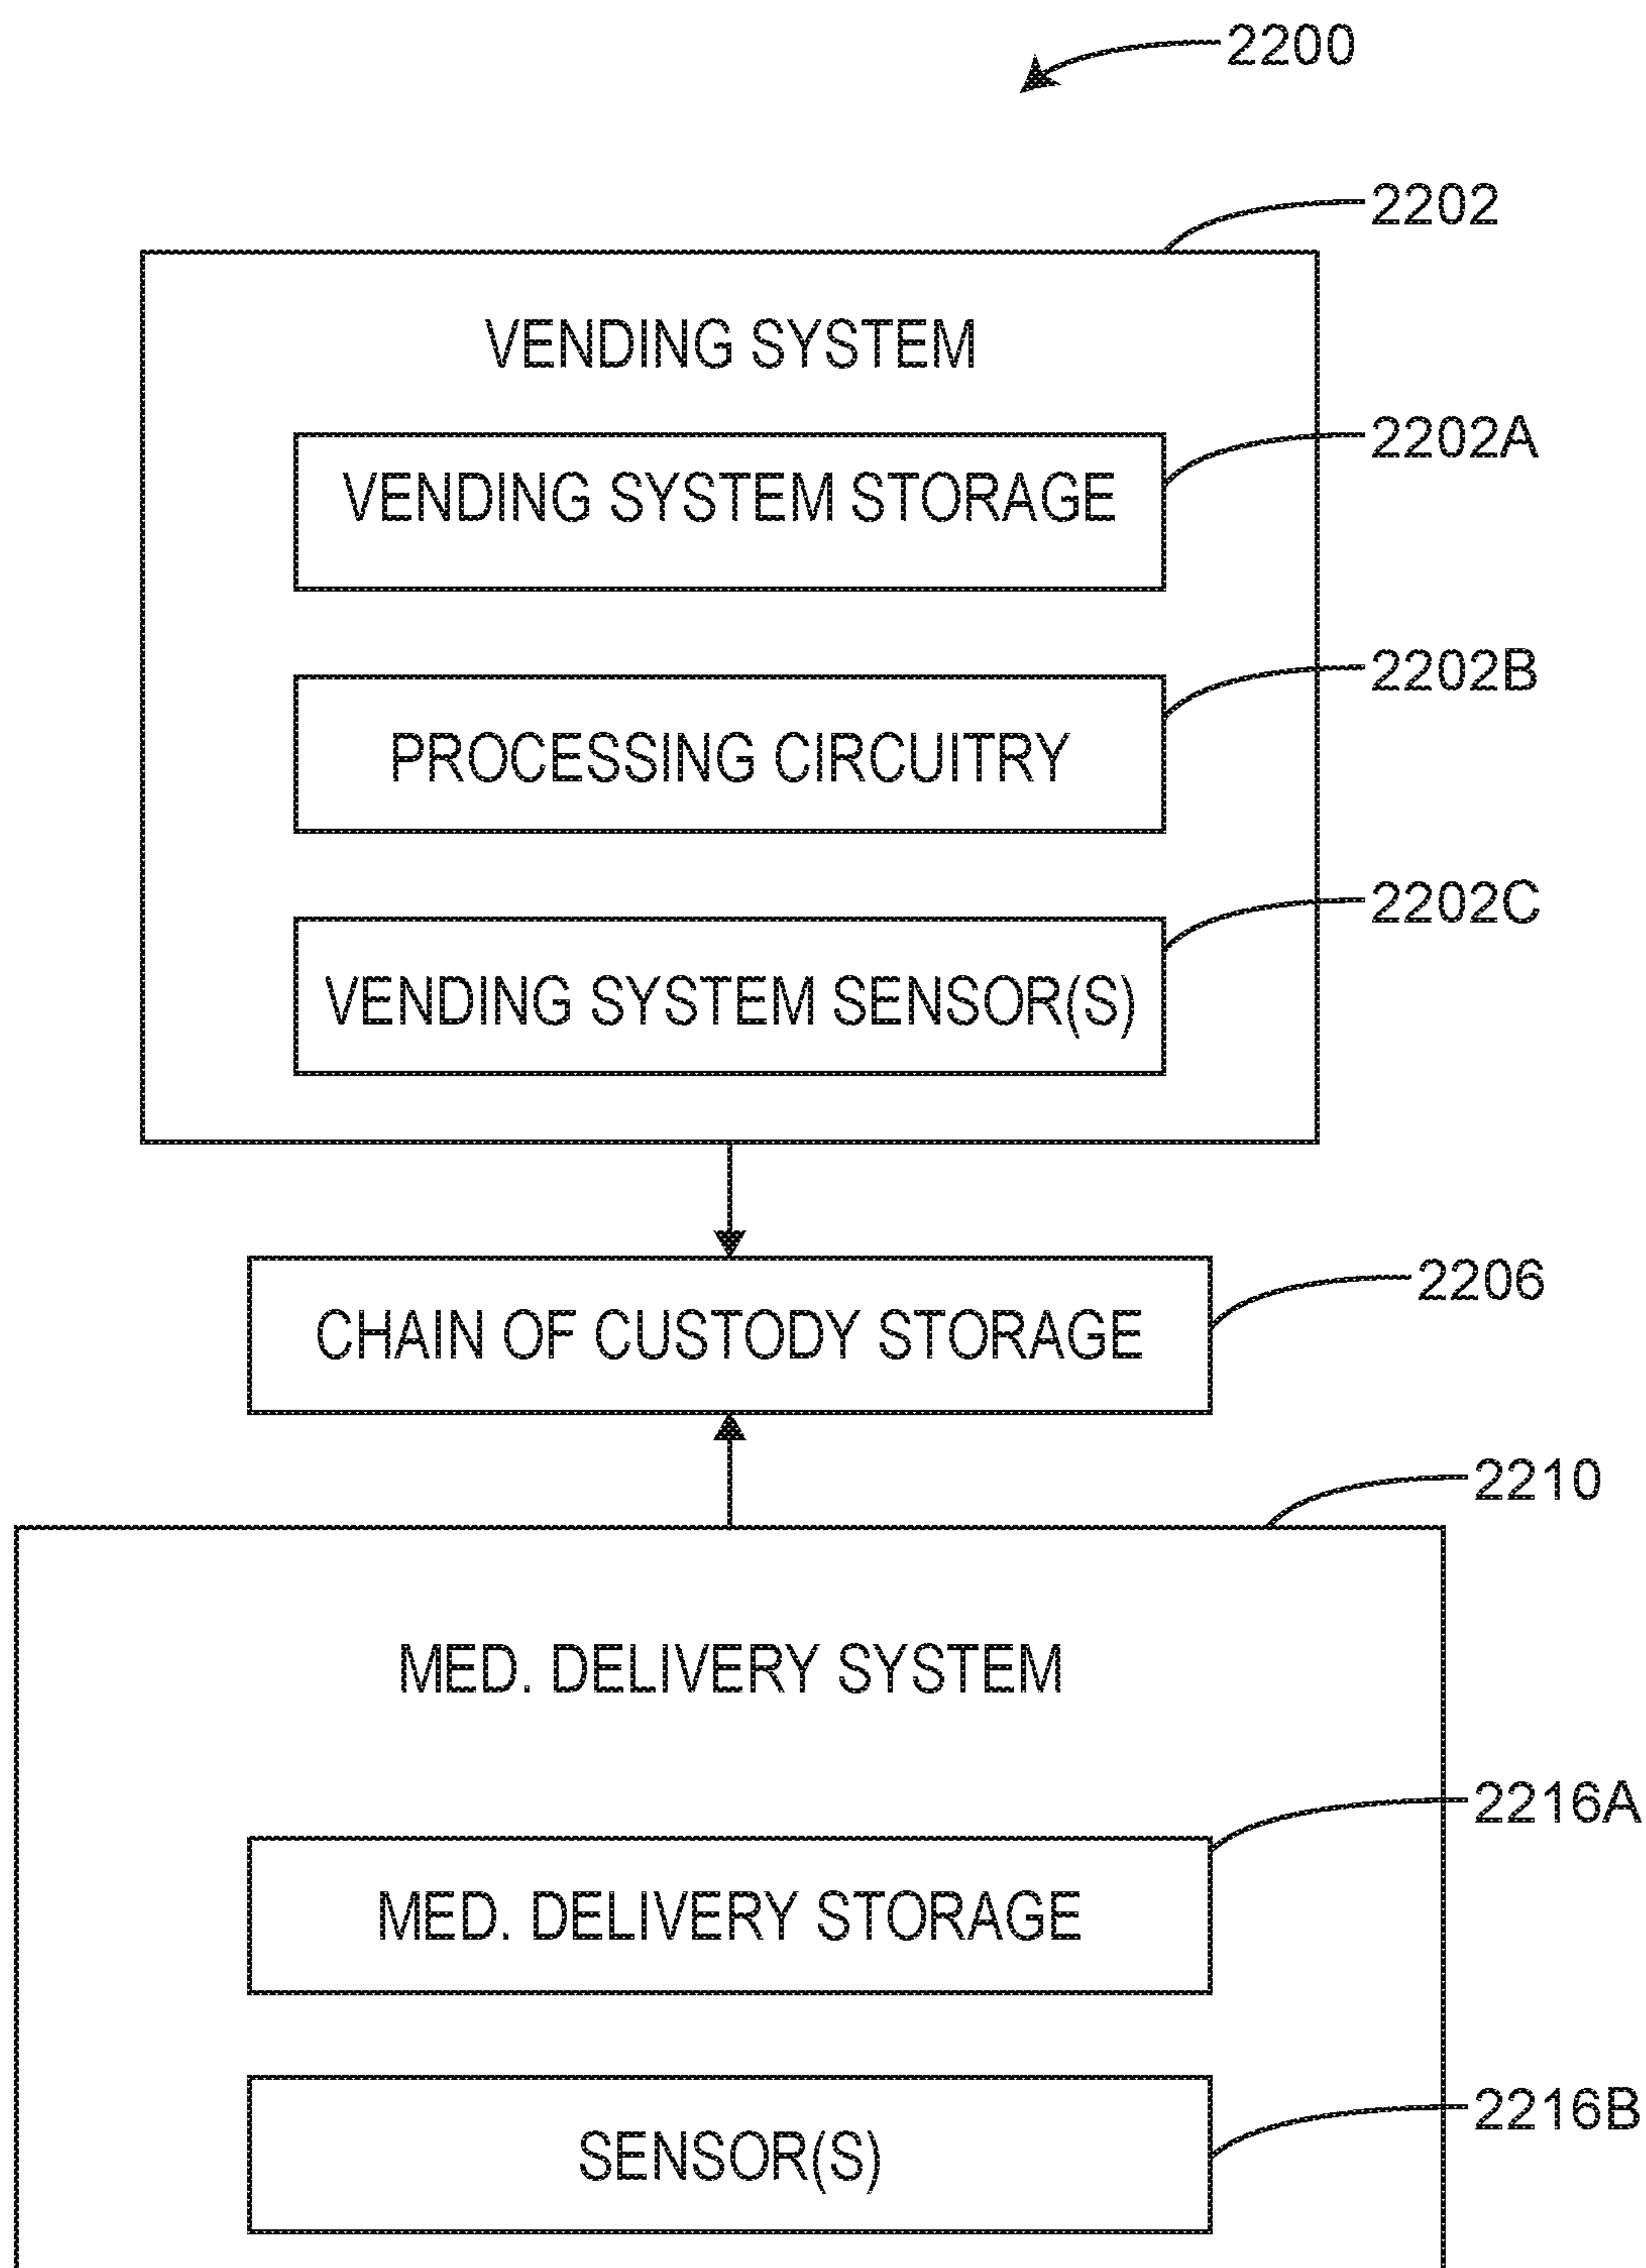 2200
2202
VENDING SYSTEM
2202A
VENDING SYSTEM STORAGE
2202B
PROCESSING CIRCUITRY
2202C
VENDING SYSTEM SENSOR(S)
2206
CHAIN OF CUSTODY STORAGE
2210
MED. DELIVERY SYSTEM
2216A
MED. DELIVERY STORAGE
2216B
SENSOR(S)